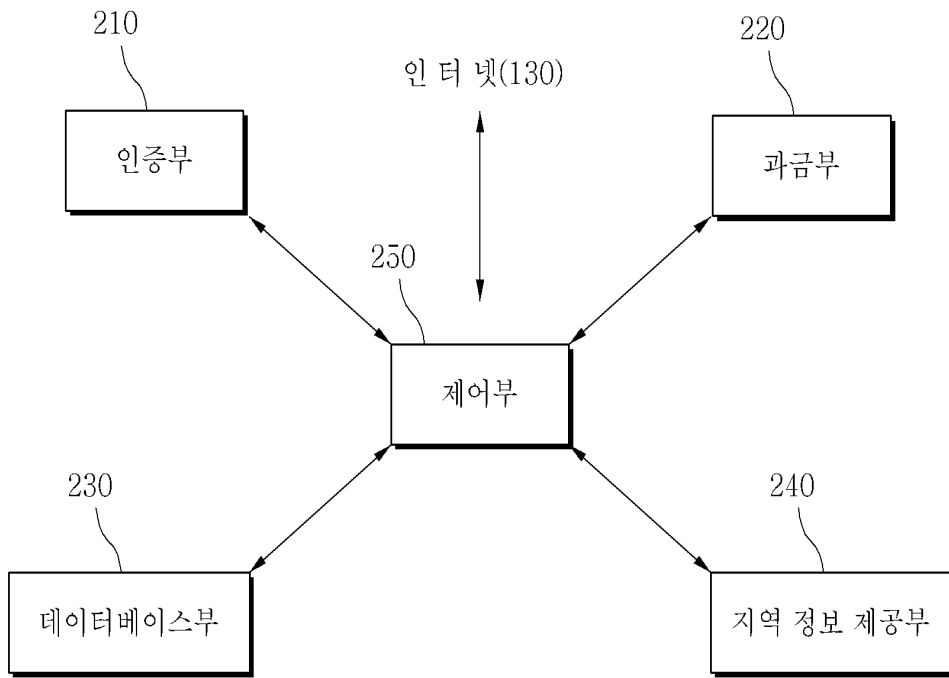 210
220
인 터 넷(130)
인증부
과금부
250
제어부
230
240
데이터베이스부
지역 정보 제공부